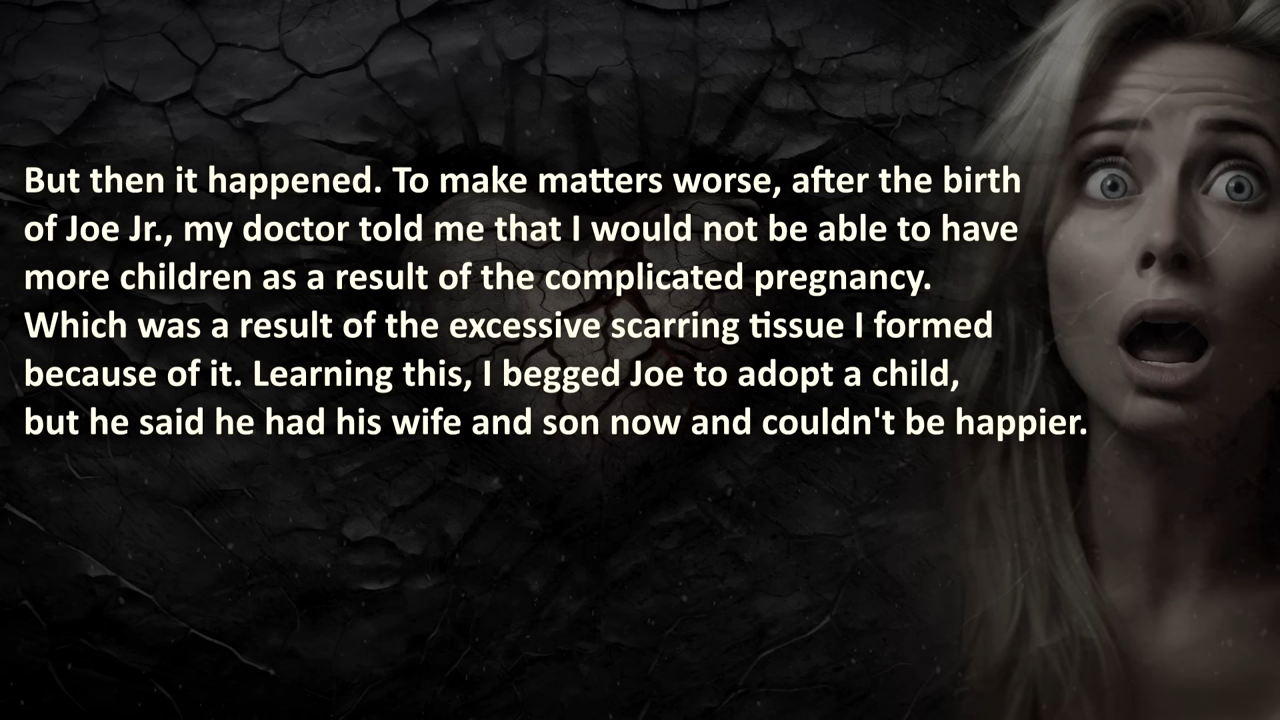 But then it happened. To make matters worse, after the birth
of Joe Jr., my doctor told me that I would not be able to have
more children as a result of the complicated pregnancy.
Which was a result of the excessive scarring tissue I formed
because of it. Learning this, I begged Joe to adopt a child,
but he said he had his wife and son now and couldn't be happier.